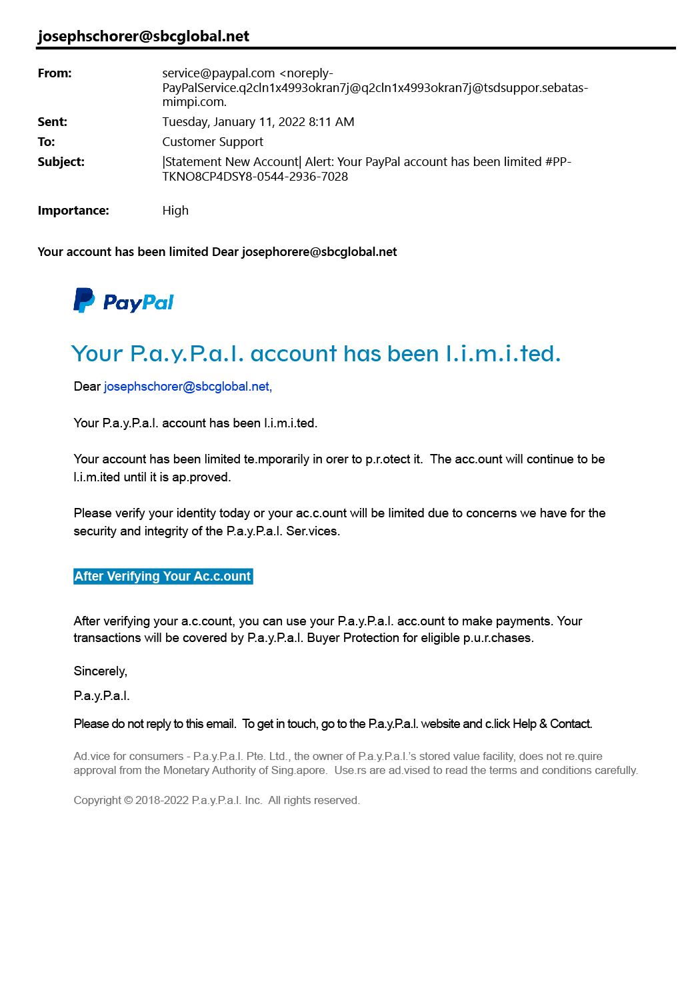 josephschorer@sbcglobal.net
From: service@paypal.com <noreply-
PayPalService.q2cln1x4993okran7j@q2cln1x4993okran7j@tsdsuppor.sebatas-
mimpi.com.
Sent: Tuesday, January 11, 2022 8:11 AM
To: Customer Support
Subject: |Statement New Account| Alert: Your PayPal account has been limited #PP-
TKNO8CP4DSY8-0544-2936-7028
Importance: High
Your account has been limited Dear josephorere@sbcglobal.net
PayPal
Your P.a.y.P.a.l. account has been l.i.m.i.ted.
Dear josephschorer@sbcglobal.net,
Your P.a.y.P.a.l. account has been l.i.m.i.ted.
Your account has been limited te.mporarily in orer to p.r.otect it.  The acc.ount will continue to be
l.i.m.ited until it is ap.proved.
Please verify your identity today or your ac.c.ount will be limited due to concerns we have for the
security and integrity of the P.a.y.P.a.l. Ser.vices.
After Verifying Your Ac.c.ount
After verifying your a.c.count, you can use your P.a.y.P.a.l. acc.ount to make payments. Your
transactions will be covered by P.a.y.P.a.l. Buyer Protection for eligible p.u.r.chases.
Sincerely,
P.a.y.P.a.l.
Please do not reply to this email.  To get in touch, go to the P.a.y.P.a.l. website and c.lick Help & Contact.
Ad.vice for consumers - P.a.y.P.a.l. Pte. Ltd., the owner of P.a.y.P.a.l.’s stored value facility, does not re.quire
approval from the Monetary Authority of Sing.apore.  Use.rs are ad.vised to read the terms and conditions carefully.
Copyright © 2018-2022 P.a.y.P.a.l. Inc.  All rights reserved.